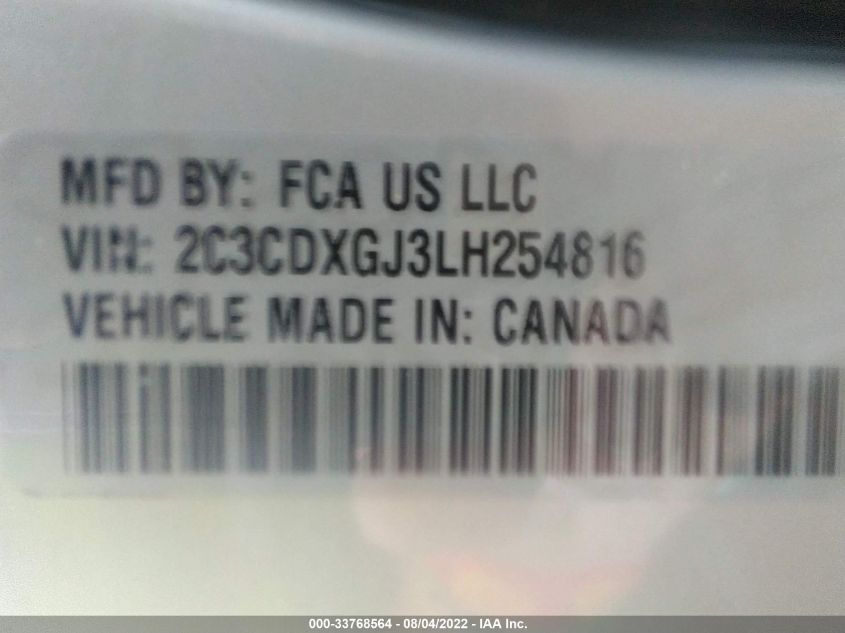 MFD BY: FCA US LLC
VIN: 2C3CDXGJ3LH254816
VEHICLE MADE IN: CANADA
000-33768564 - 08/04/2022 - IAA Inc.